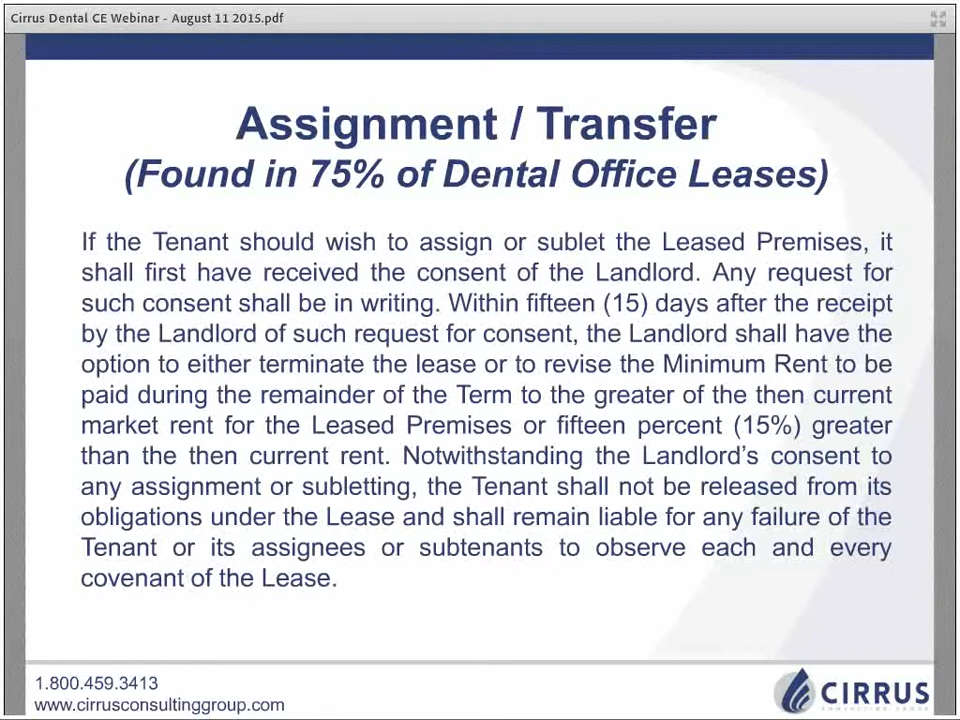 Cirrus Dental CE Webinar - August 11 2015.pdf
Assignment / Transfer
(Found in 75% of Dental Office Leases)
If the Tenant should wish to assign or sublet the Leased Premises, it
shall first have received the consent of the Landlord. Any request for
such consent shall be in writing. Within fifteen (15) days after the receipt
by the Landlord of such request for consent, the Landlord shall have the
option to either terminate the lease or to revise the Minimum Rent to be
paid during the remainder of the Term to the greater of the then current
market rent for the Leased Premises or fifteen percent (15%) greater
than the then current rent. Notwithstanding the Landlord's consent to
any assignment or subletting, the Tenant shall not be released from its
obligations under the Lease and shall remain liable for any failure of the
Tenant or its assignees or subtenants to observe each and every
covenant of the Lease.
1.800.459.3413
www.cirrusconsultinggroup.com
CIRRUS
CONSULTING GROUP